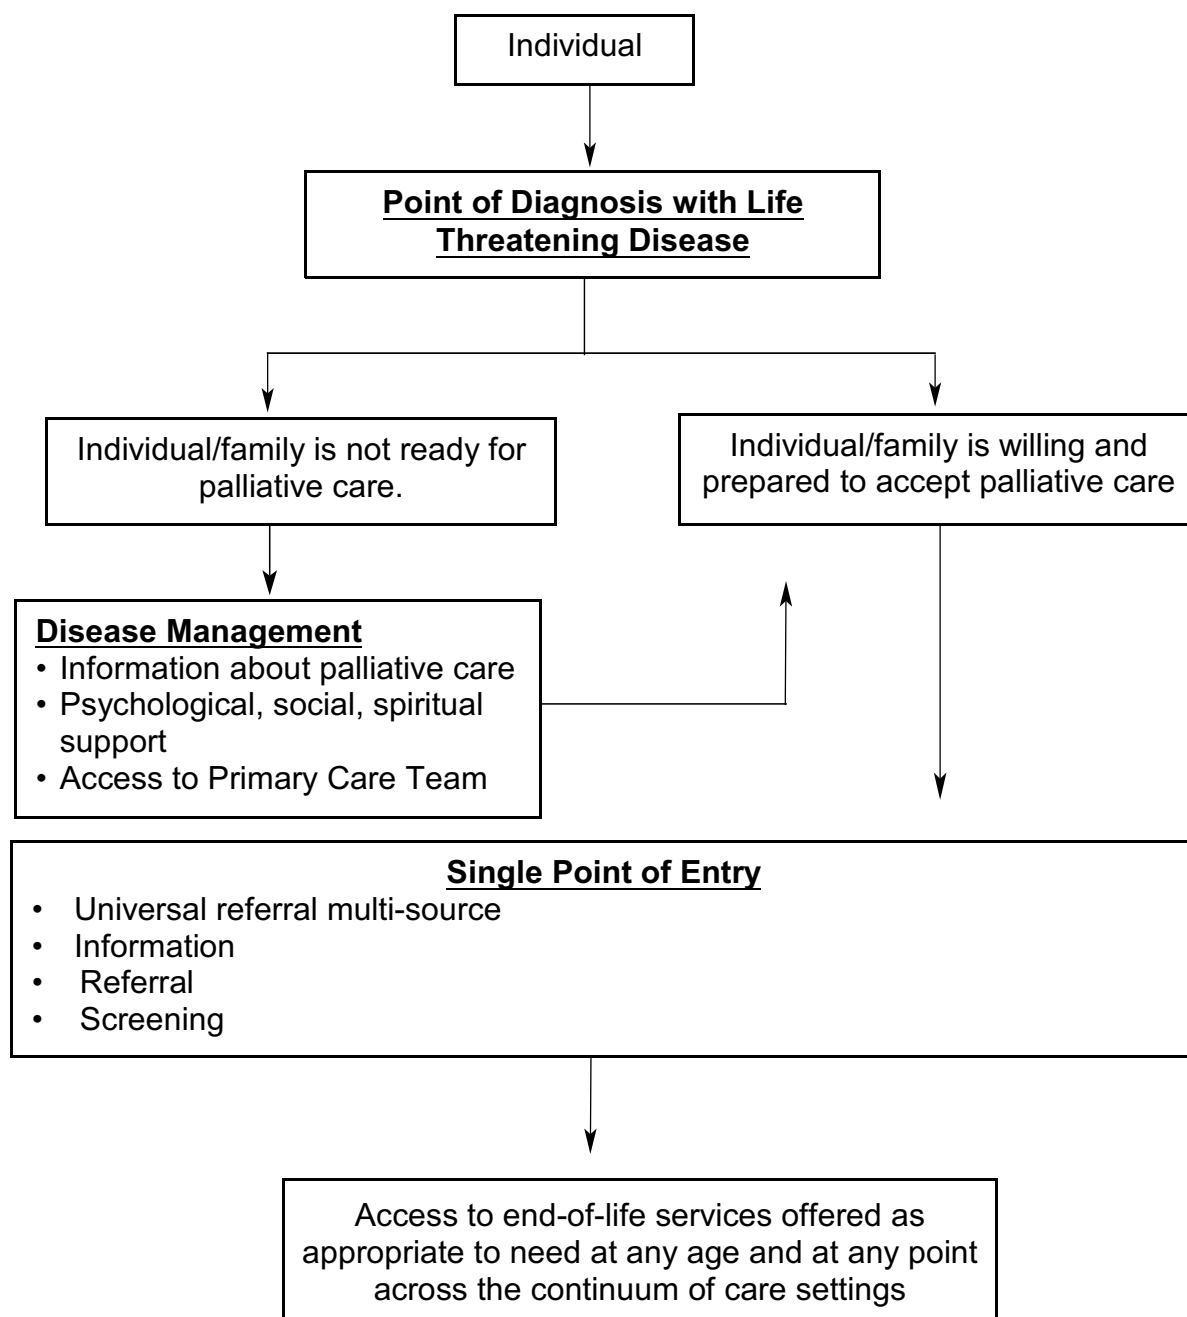 Individual
Point of Diagnosis with Life
Threatening Disease
Individual/family is not ready for
palliative care.
Individual/family is willing and
prepared to accept palliative care
Disease Management
• Information about palliative care
• Psychological, social, spiritual
support
• Access to Primary Care Team
Single Point of Entry
• Universal referral multi-source
• Information
• Referral
• Screening
Access to end-of-life services offered as
appropriate to need at any age and at any point
across the continuum of care settings